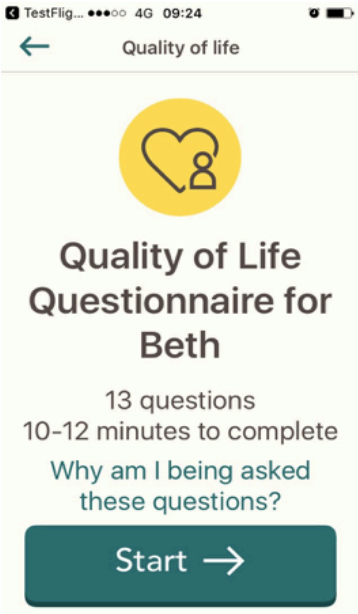 TestFlig... 4G 09:24
Quality of life
Quality of Life
Questionnaire for
Beth
13 questions
10-12 minutes to complete
Why am I being asked
these questions?
Start